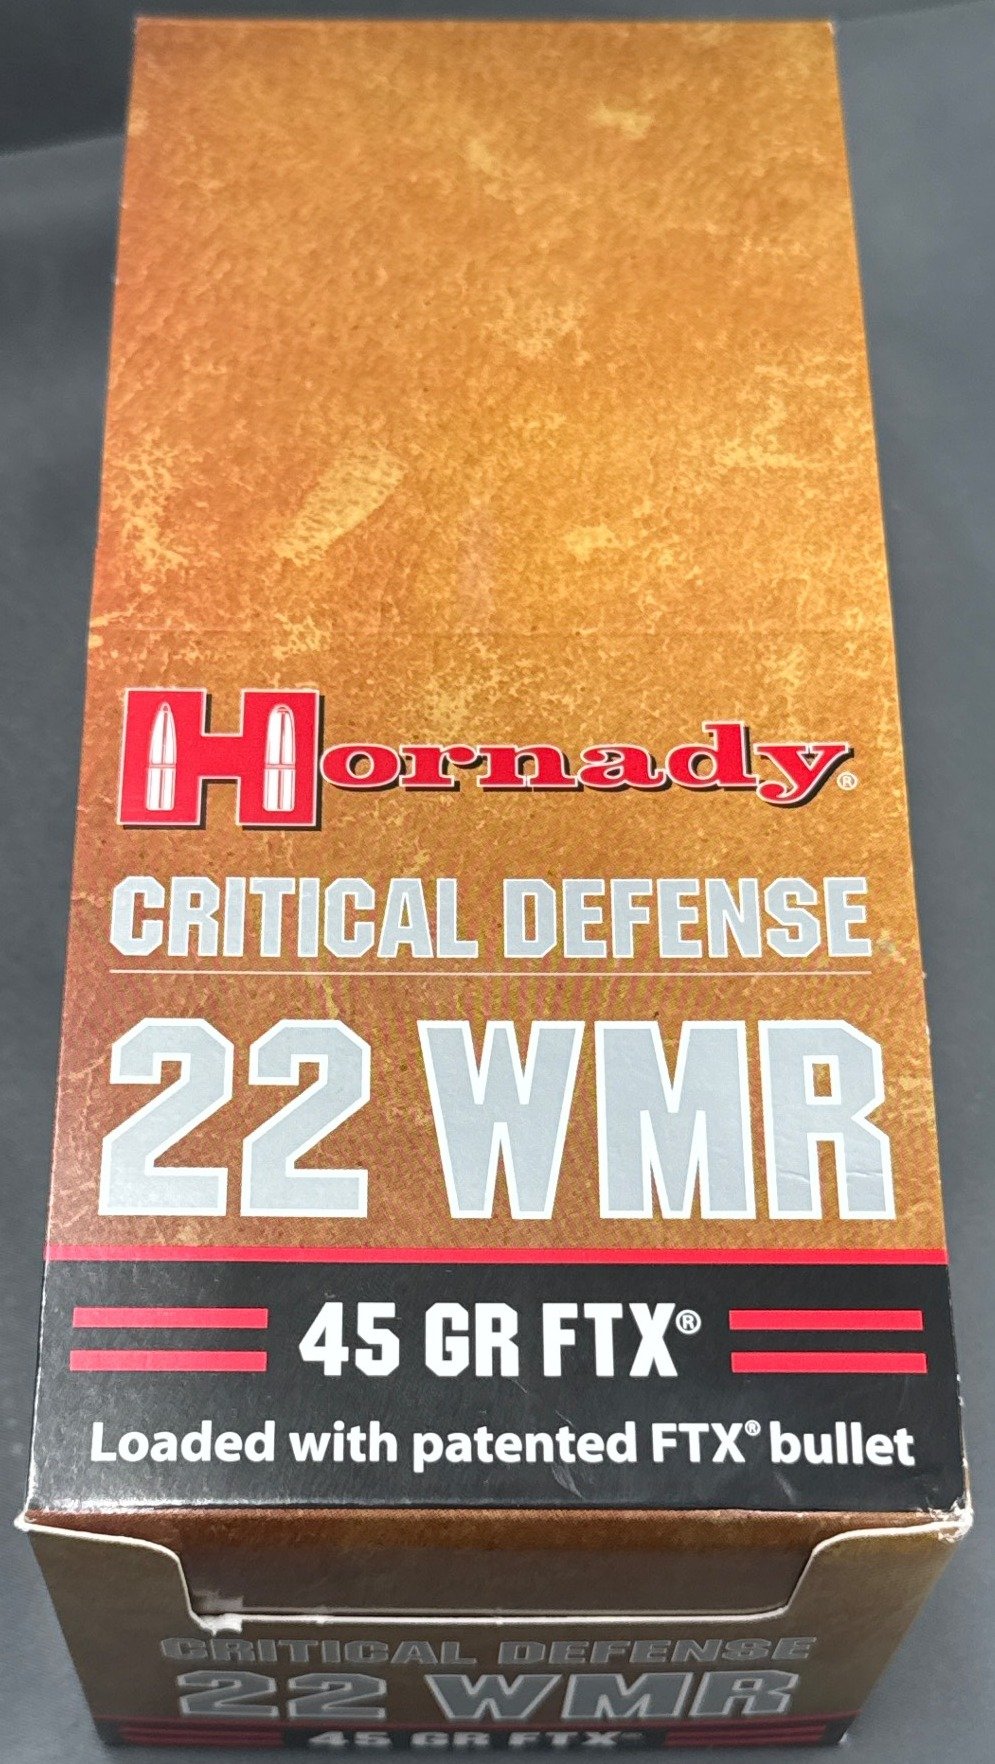 Hornady®
CRITICAL DEFENSE
22 WMR
45 GR FTX®
Loaded with patented FTX® bullet
CRITICAL DEFENSE
22 WMR
45 GR FTX®